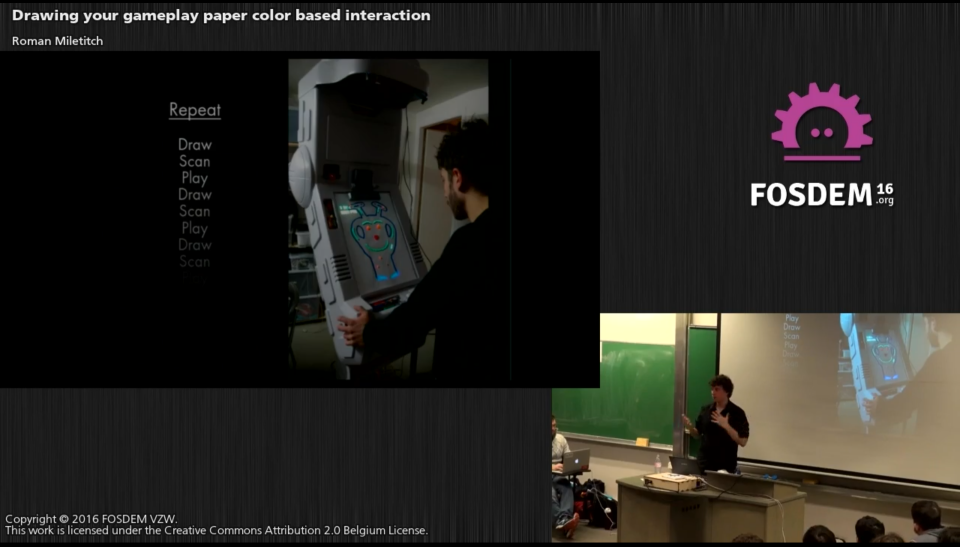 Drawing your gameplay paper color based interaction
Roman Miletitch
Repeat
Draw
Scan
Play
Draw
Scan
Play
Draw
Scan
FOSDEM 16
.org
Play
Draw
Scan
Play
Copyright © 2016 FOSDEM VZW.
This work is licensed under the Creative Commons Attribution 2.0 Belgium License.